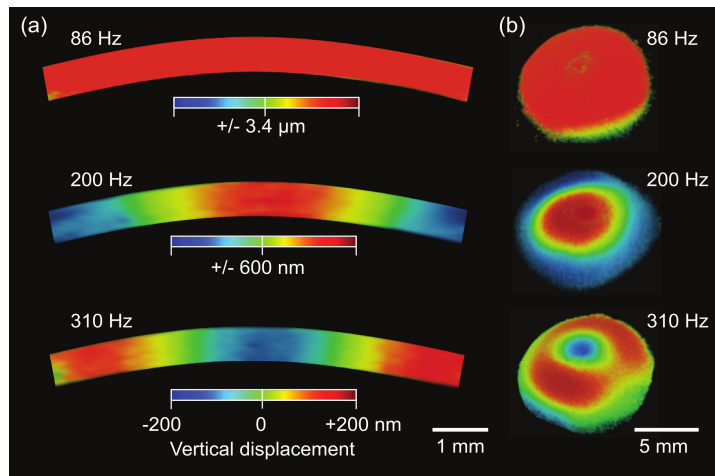 (a)
86 Hz
+/- 3.4 μm
200 Hz
+/- 600 nm
310 Hz
-200 0 +200 nm
Vertical displacement
1 mm
(b)
86 Hz
200 Hz
310 Hz
5 mm